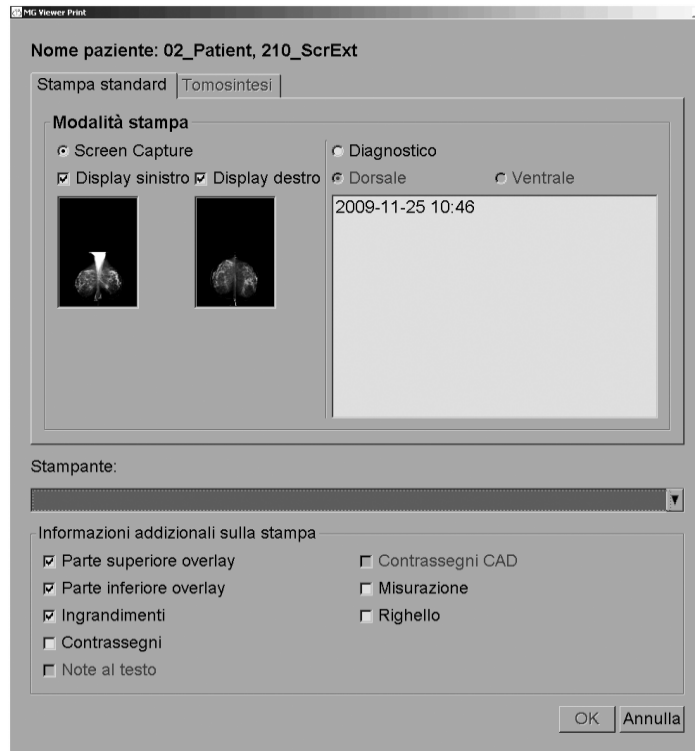 MG Viewer Print
Nome paziente: 02_Patient, 210_ScrExt
Stampa standard Tomosintesi
Modalità stampa
Screen Capture
Display sinistro Display destro
Diagnostico
Dorsale Ventrale
2009-11-25 10:46
Stampante:
Informazioni addizionali sulla stampa
Parte superiore overlay
Parte inferiore overlay
Ingrandimenti
Contrassegni
Note al testo
Contrassegni CAD
Misurazione
Righello
OK Annulla